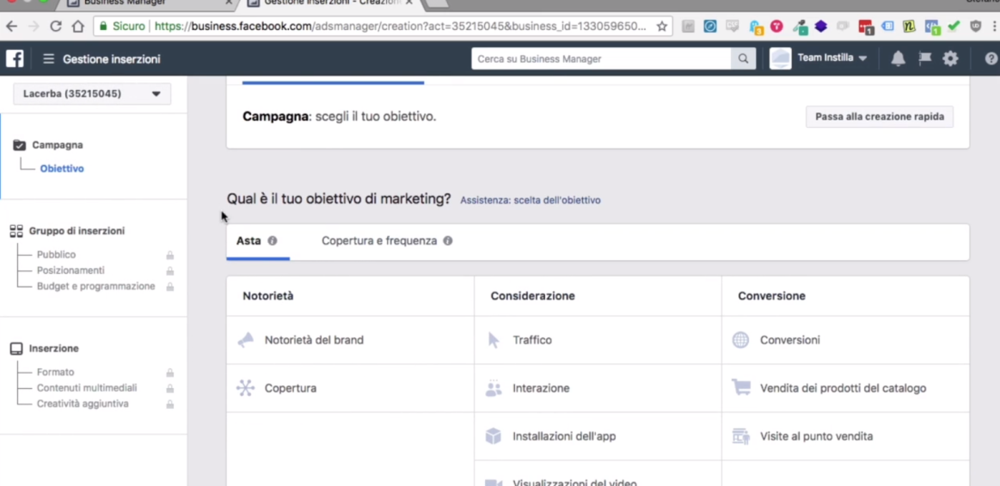 Business Manager
Gestione inserzioni - Creazion
Sicuro
https://business.facebook.com/adsmanager/creation?act=35215045&business_id=133059650...
Gestione inserzioni
Cerca su Business Manager
Team Instilla
Lacerba (35215045)
Campagna
Obiettivo
Gruppo di inserzioni
Pubblico
Posizionamenti
Budget e programmazione
Inserzione
Formato
Contenuti multimediali
Creatività aggiuntiva
Campagna: scegli il tuo obiettivo.
Passa alla creazione rapida
Qual è il tuo obiettivo di marketing?
Assistenza: scelta dell'obiettivo
Asta
Copertura e frequenza
Notorietà
Considerazione
Conversione
Notorietà del brand
Traffico
Conversioni
Copertura
Interazione
Vendita dei prodotti del catalogo
Installazioni dell'app
Visite al punto vendita
Visualizzazioni del video